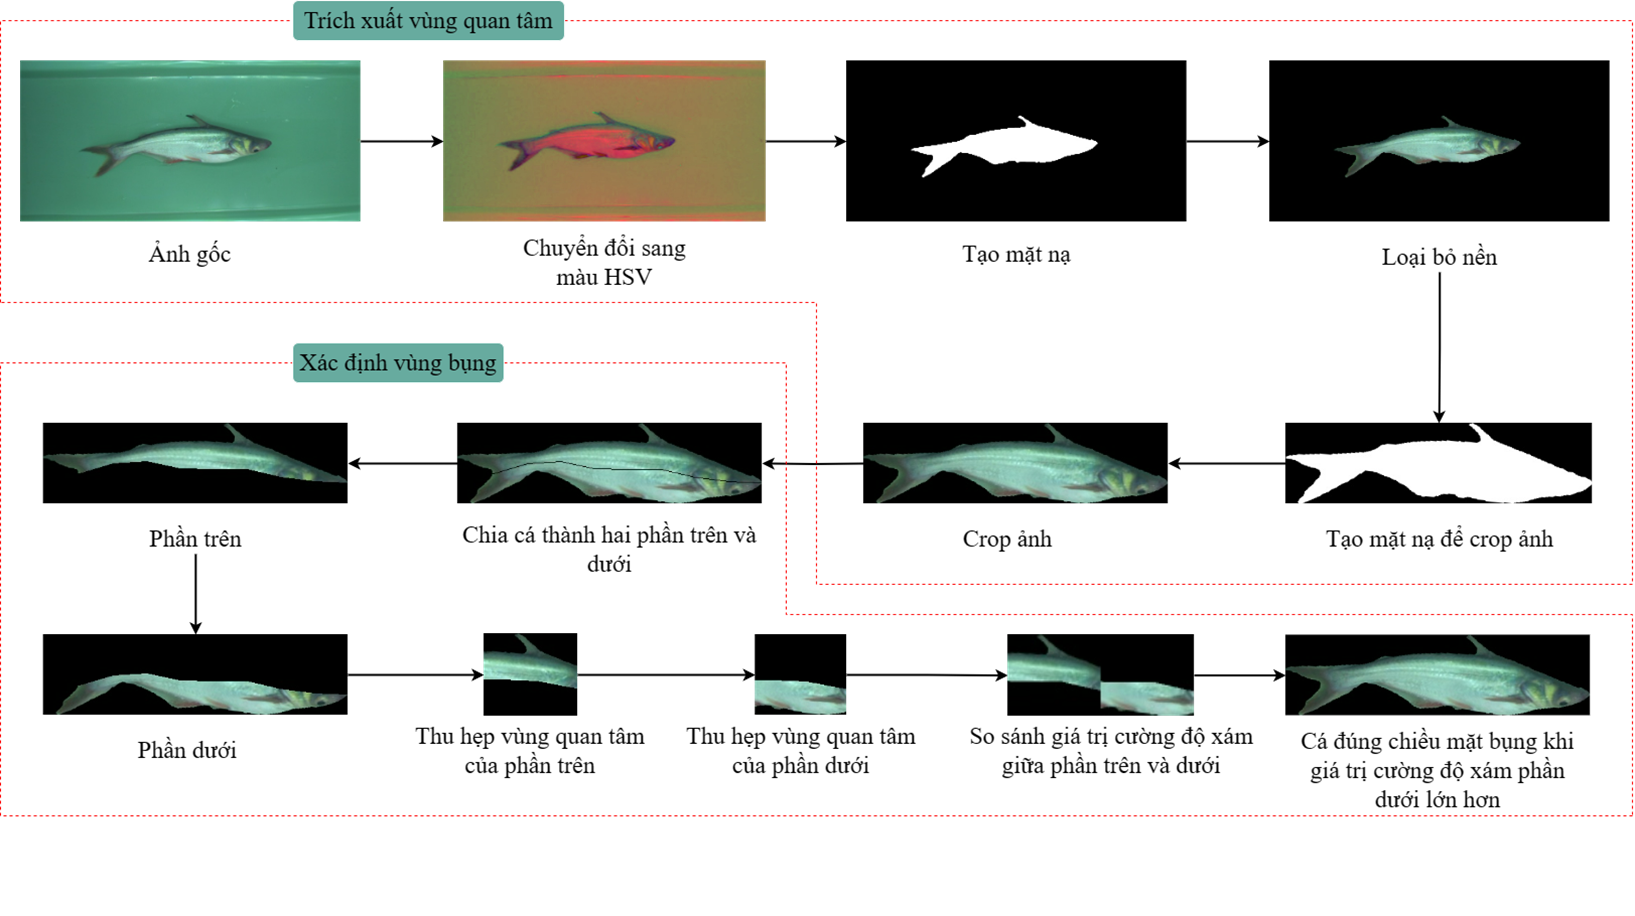 Trích xuất vùng quan tâm
Ảnh gốc
Chuyển đổi sang
màu HSV
Tạo mặt nạ
Loại bỏ nền
Xác định vùng bụng
Phần trên
Chia cá thành hai phần trên và
dưới
Crop ảnh
Tạo mặt nạ để crop ảnh
Phần dưới
Thu hẹp vùng quan tâm
của phần trên
Thu hẹp vùng quan tâm
của phần dưới
So sánh giá trị cường độ xám
giữa phần trên và dưới
Cá đúng chiều mặt bụng khi
giá trị cường độ xám phần
dưới lớn hơn